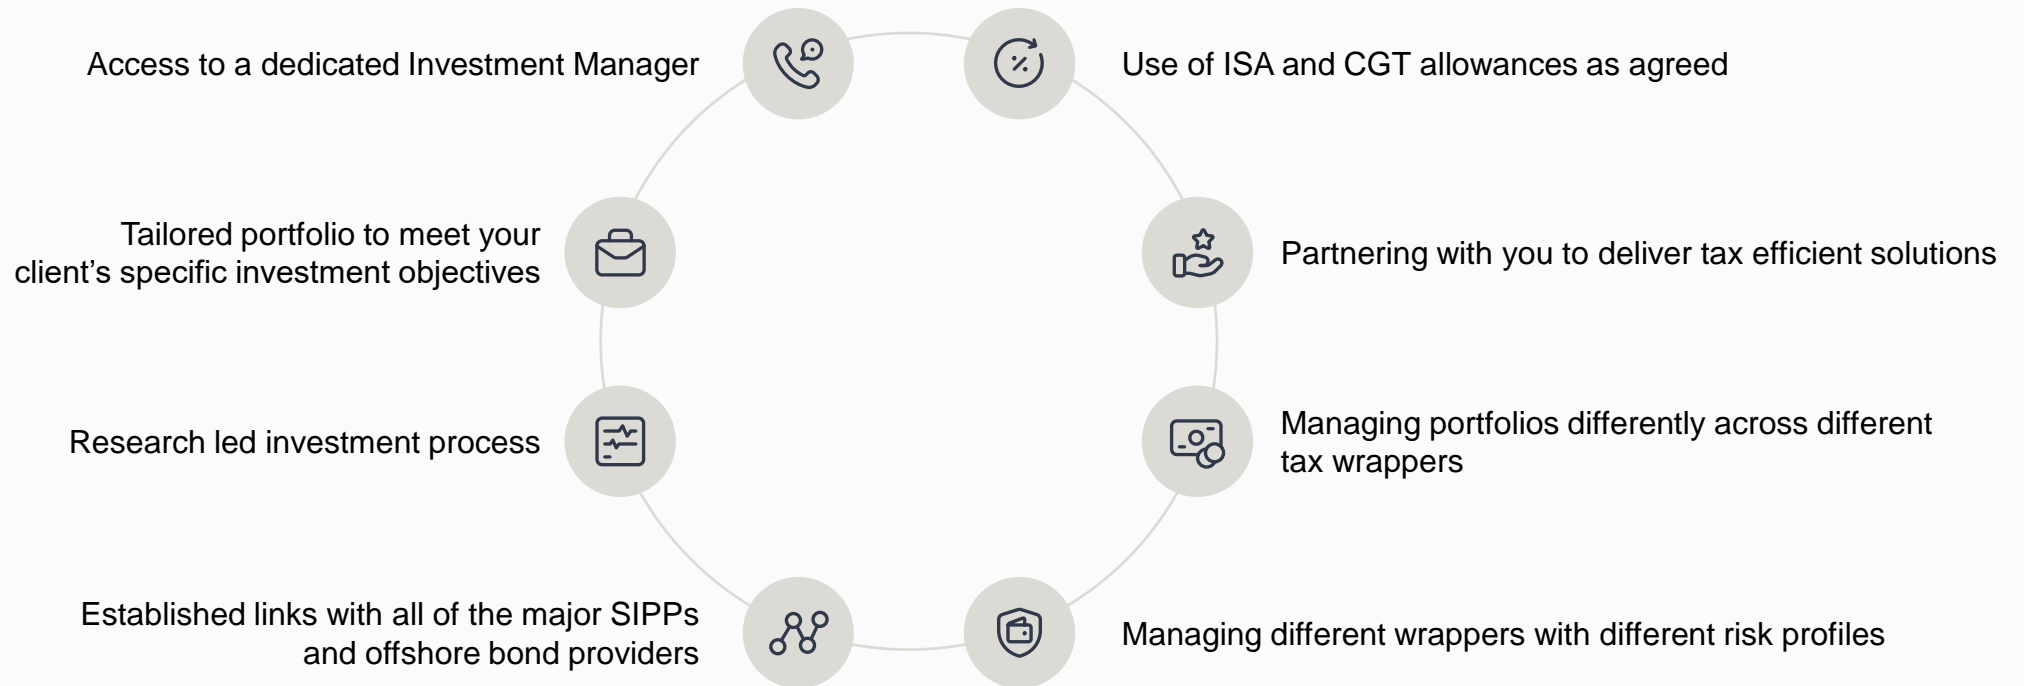 Access to a dedicated Investment Manager
Use of ISA and CGT allowances as agreed
Tailored portfolio to meet your
client’s specific investment objectives
Partnering with you to deliver tax efficient solutions
Research led investment process
Managing portfolios differently across different
tax wrappers
Established links with all of the major SIPPs
and offshore bond providers
Managing different wrappers with different risk profiles